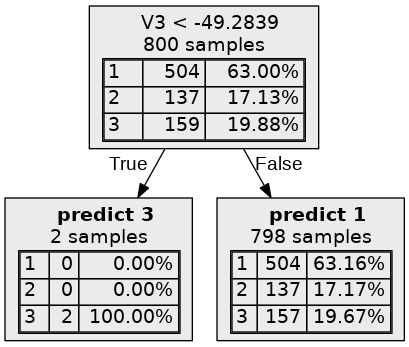 V3 < -49.2839
800 samples
1 504 63.00%
2 137 17.13%
3 159 19.88%
True
False
predict 3
2 samples
1 0 0.00%
2 0 0.00%
3 2 100.00%
predict 1
798 samples
1 504 63.16%
2 137 17.17%
3 157 19.67%